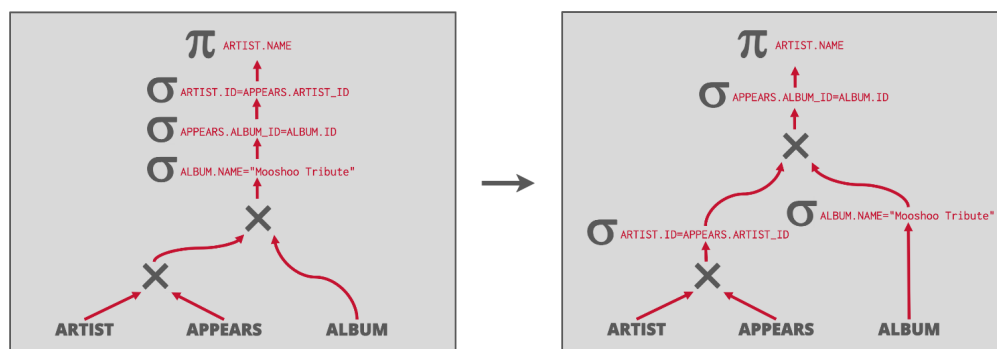 π ARTIST.NAME
σ ARTIST.ID=APPEARS.ARTIST_ID
σ APPEARS.ALBUM_ID=ALBUM.ID
σ ALBUM.NAME="Mooshoo Tribute"
×
×
ARTIST APPEARS ALBUM
π ARTIST.NAME
σ APPEARS.ALBUM_ID=ALBUM.ID
×
σ ALBUM.NAME="Mooshoo Tribute"
σ ARTIST.ID=APPEARS.ARTIST_ID
×
ARTIST APPEARS ALBUM